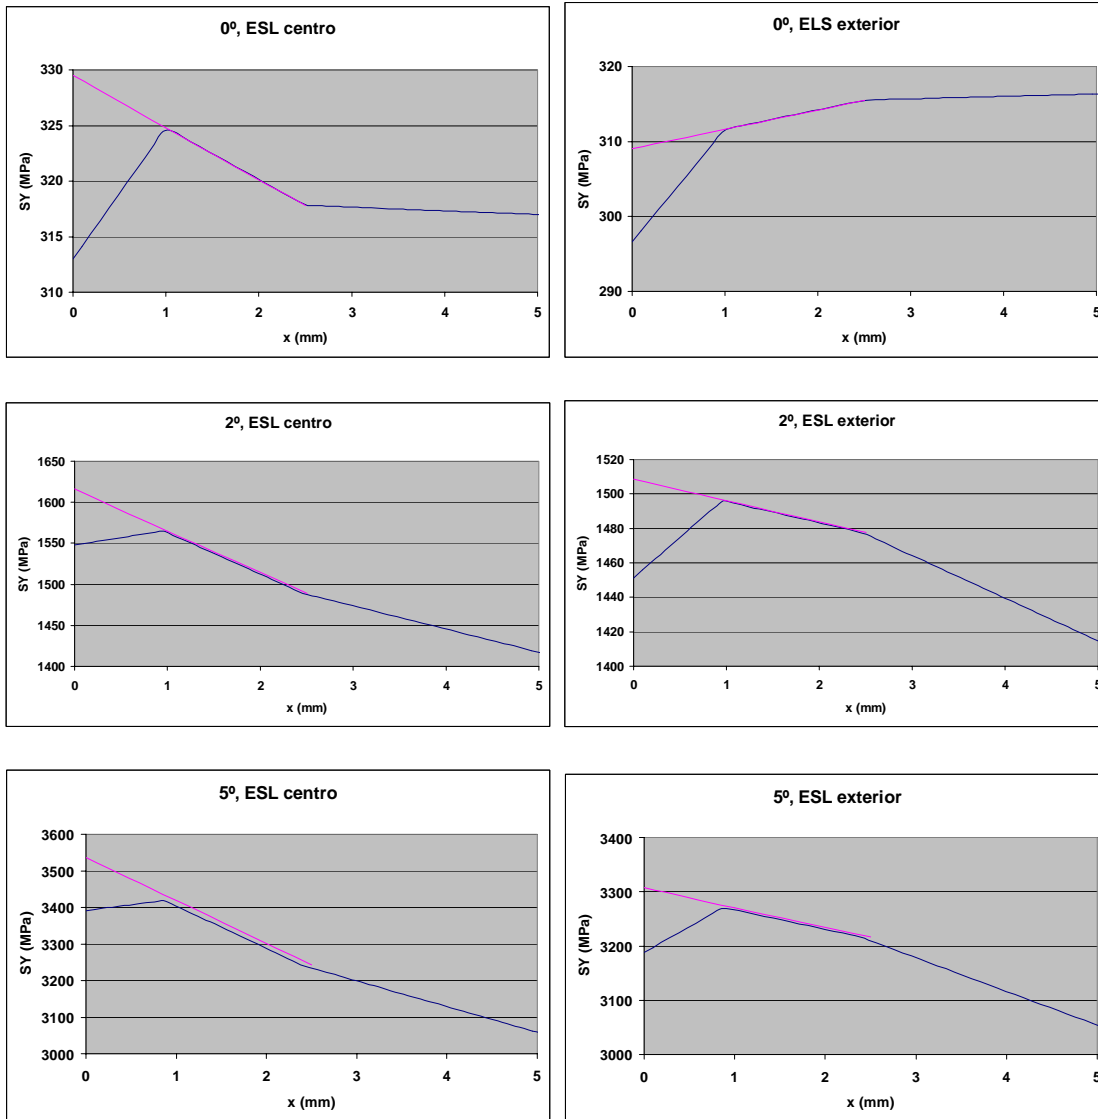 0º, ESL centro
330
325
320
315
310
SY (MPa)
0 1 2 3 4 5
x (mm)
0º, ELS exterior
320
310
300
290
SY (MPa)
0 1 2 3 4 5
x (mm)
2º, ESL centro
1650
1600
1550
1500
1450
1400
SY (MPa)
0 1 2 3 4 5
x (mm)
2º, ESL exterior
1520
1500
1480
1460
1440
1420
1400
SY (MPa)
0 1 2 3 4 5
x (mm)
5º, ESL centro
3600
3500
3400
3300
3200
3100
3000
SY (MPa)
0 1 2 3 4 5
x (mm)
5º, ESL exterior
3400
3300
3200
3100
3000
SY (MPa)
0 1 2 3 4 5
x (mm)